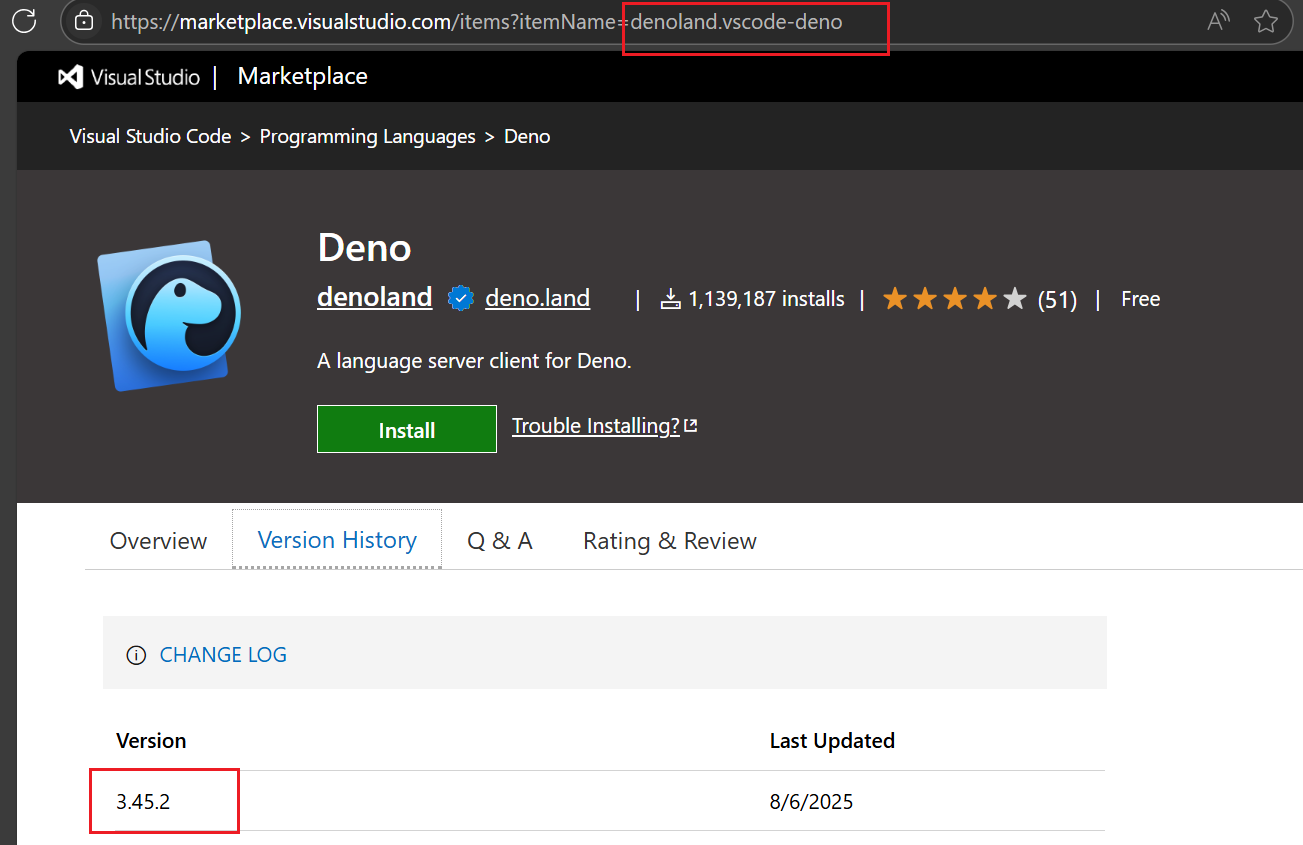 https://marketplace.visualstudio.com/items?itemName=denoland.vscode-deno
Visual Studio | Marketplace
Visual Studio Code > Programming Languages > Deno
Deno
denoland deno.land | 1,139,187 installs | (51) | Free
A language server client for Deno.
Install Trouble Installing?
Overview Version History Q & A Rating & Review
CHANGE LOG
Version Last Updated
3.45.2 8/6/2025